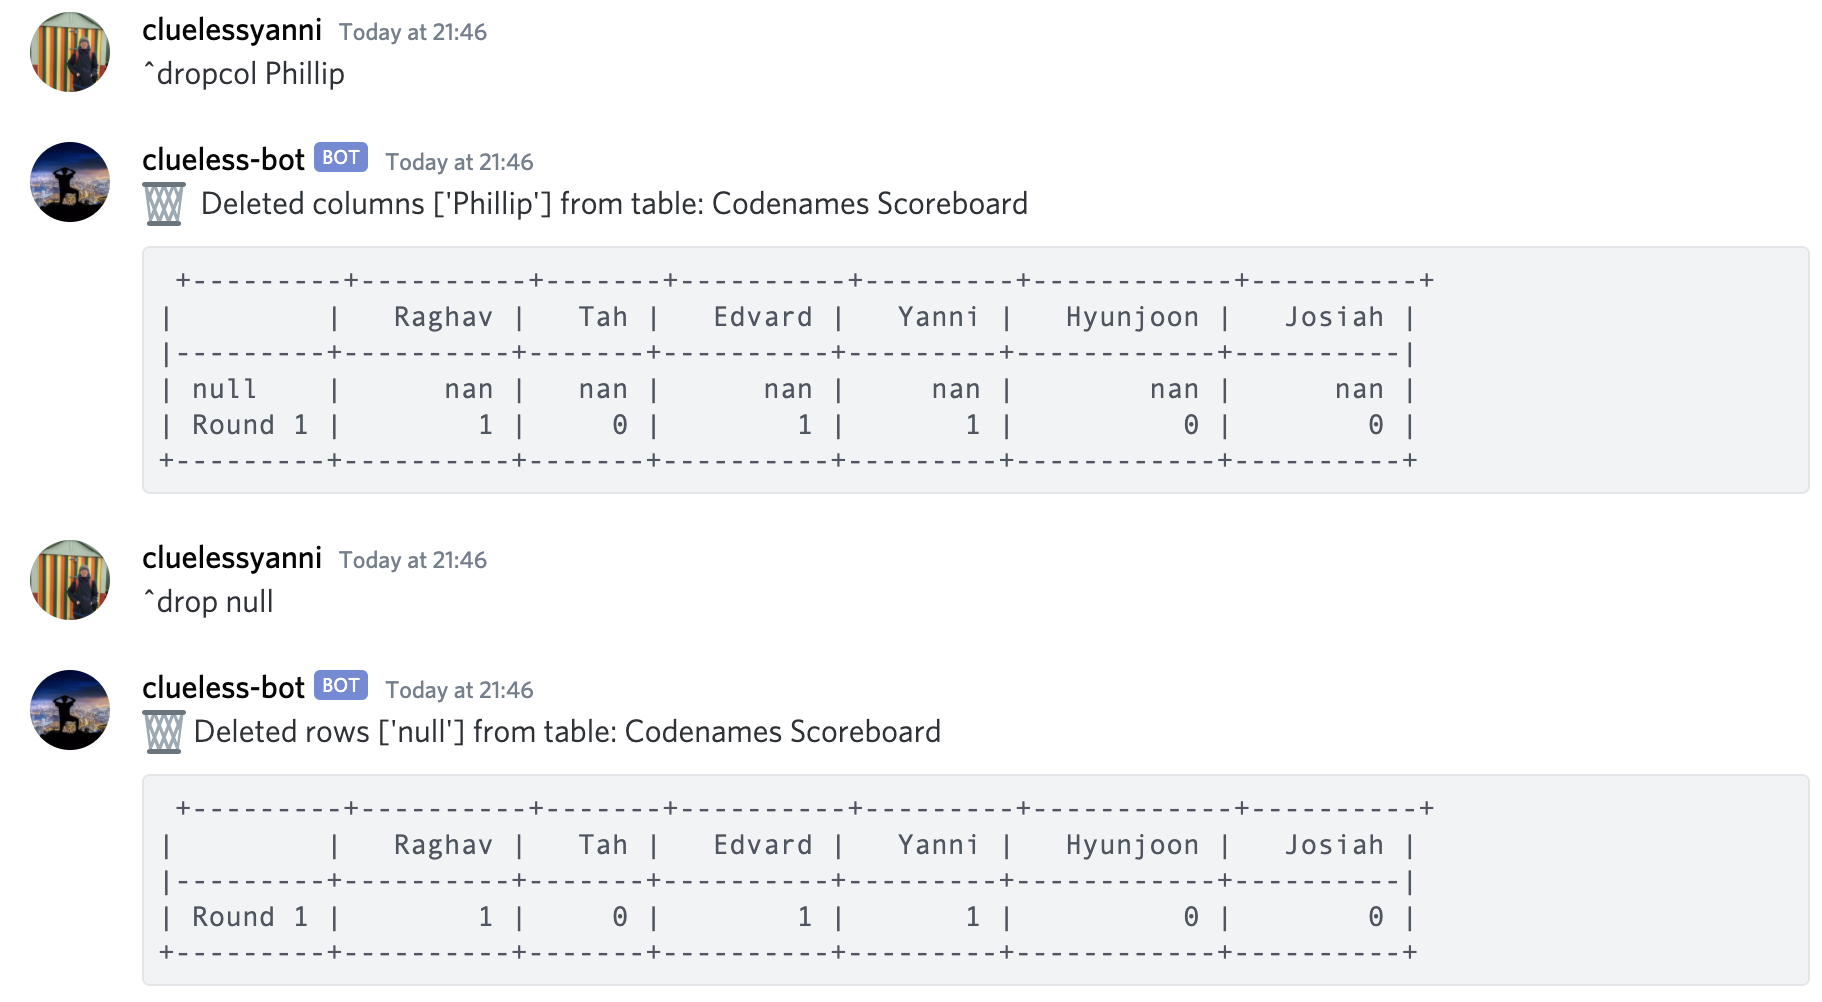 cluelessyanni Today at 21:46
^dropcol Phillip
clueless-bot BOT Today at 21:46
🗑 Deleted columns ['Phillip'] from table: Codenames Scoreboard
 +---------+----------+-------+----------+---------+------------+----------+
|         |   Raghav |   Tah |   Edvard |   Yanni |   Hyunjoon |   Josiah |
|---------+----------+-------+----------+---------+------------+----------|
| null    |      nan |   nan |      nan |     nan |        nan |      nan |
| Round 1 |        1 |     0 |        1 |       1 |          0 |        0 |
+---------+----------+-------+----------+---------+------------+----------+
cluelessyanni Today at 21:46
^drop null
clueless-bot BOT Today at 21:46
🗑 Deleted rows ['null'] from table: Codenames Scoreboard
 +---------+----------+-------+----------+---------+------------+----------+
|         |   Raghav |   Tah |   Edvard |   Yanni |   Hyunjoon |   Josiah |
|---------+----------+-------+----------+---------+------------+----------|
| Round 1 |        1 |     0 |        1 |       1 |          0 |        0 |
+---------+----------+-------+----------+---------+------------+----------+